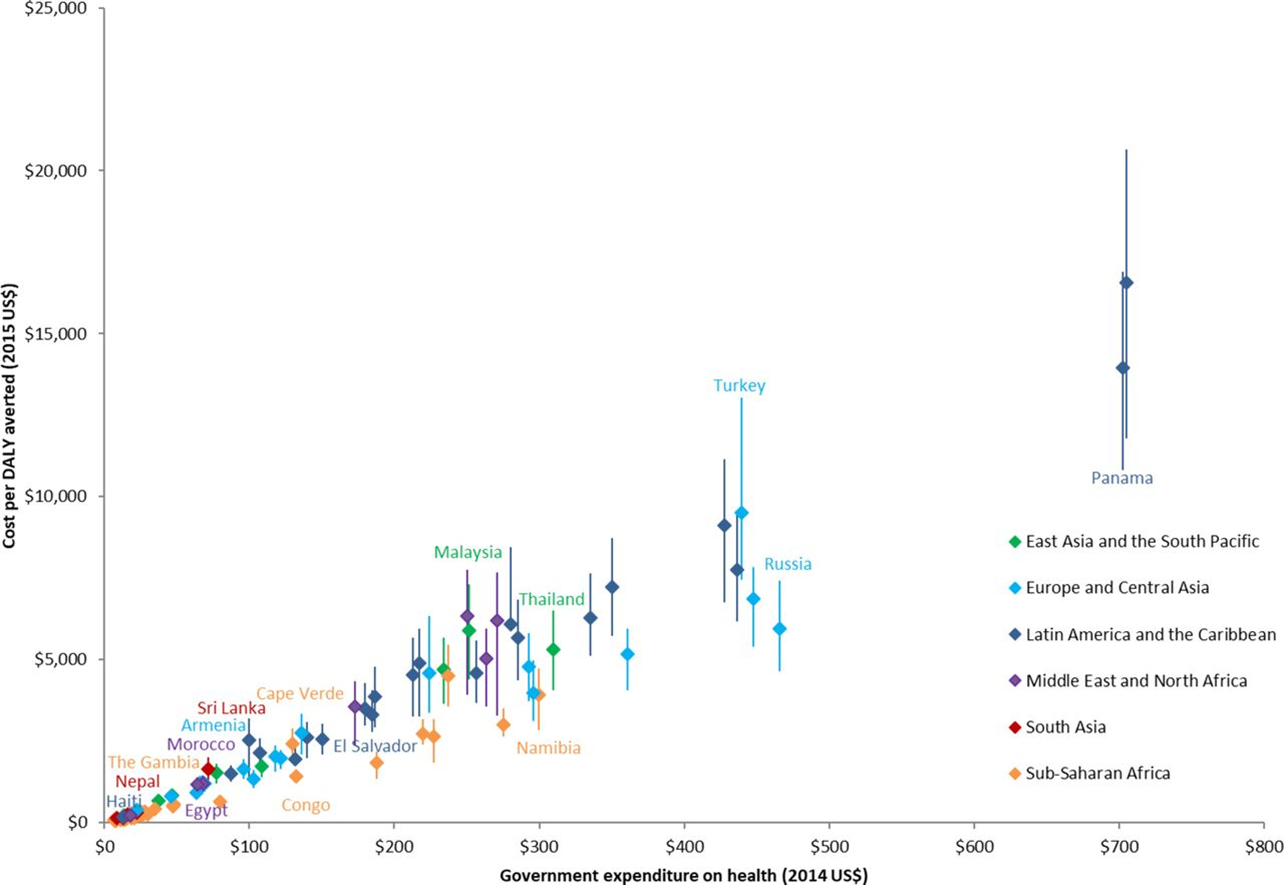 $25,000
$20,000
$15,000
$10,000
$5,000
$0
Cost per DALY averted (2015 US$)
Turkey
Panama
Malaysia
Russia
Thailand
Cape Verde
Sri Lanka
Armenia
Morocco
El Salvador
Namibia
The Gambia
Nepal
Haiti
Egypt
Congo
East Asia and the South Pacific
Europe and Central Asia
Latin America and the Caribbean
Middle East and North Africa
South Asia
Sub-Saharan Africa
$0 $100 $200 $300 $400 $500 $600 $700 $800
Government expenditure on health (2014 US$)